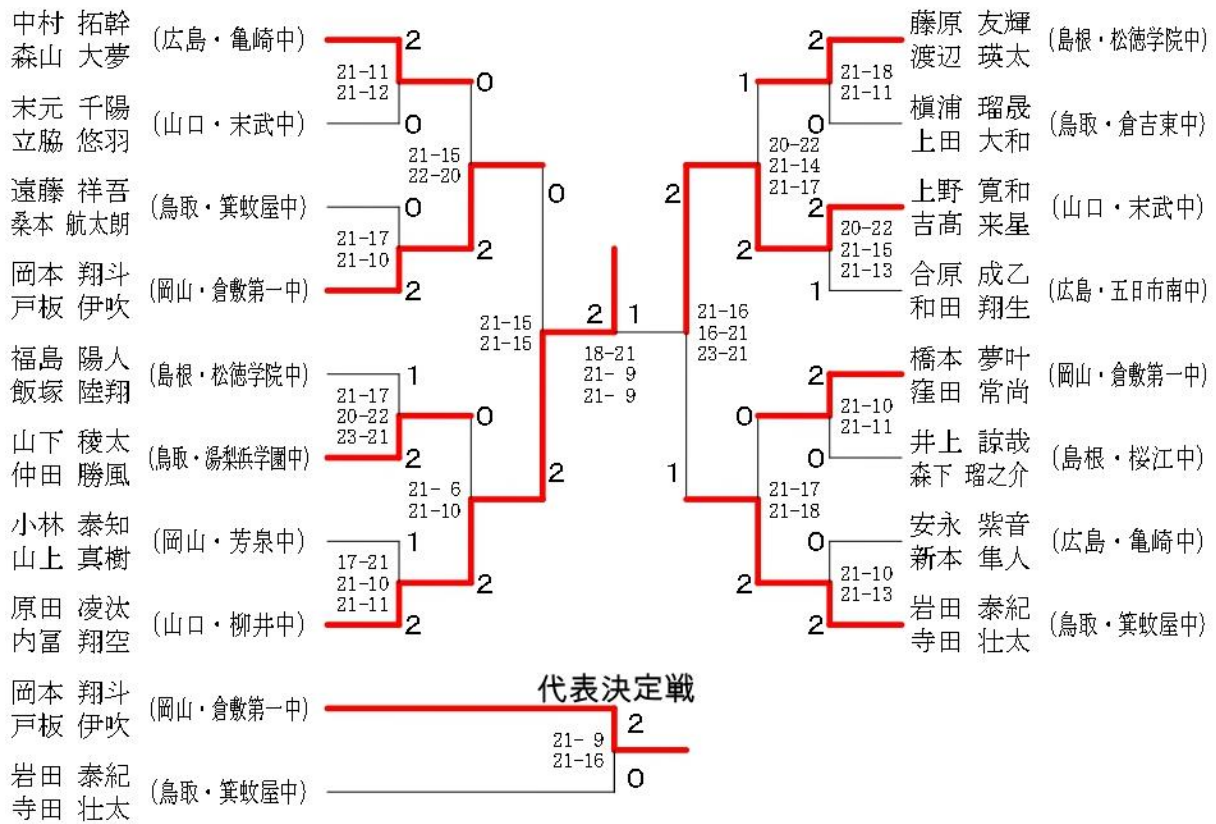 中村 拓幹
森山 大夢
(広島・亀崎中)
2
21-11
21-12
0
末元 千陽
立脇 悠羽
(山口・末武中)
0
21-15
22-20
遠藤 祥吾
桑本 航太朗
(鳥取・箕蚊屋中)
0
0
21-17
21-10
2
岡本 翔斗
戸板 伊吹
(岡山・倉敷第一中)
2
21-15
21-15
福島 陽人
飯塚 陸翔
(島根・松徳学院中)
1
21-17
20-22
23-21
0
山下 稜太
仲田 勝風
(鳥取・湯梨浜学園中)
2
2
21- 6
21-10
小林 泰知
山上 真樹
(岡山・芳泉中)
1
17-21
21-10
21-11
2
原田 凌汰
内冨 翔空
(山口・柳井中)
2
2
1
18-21
21- 9
21- 9
藤原 友輝
渡辺 瑛太
(島根・松徳学院中)
2
1
21-18
21-11
槇浦 瑠晟
上田 大和
(鳥取・倉吉東中)
0
20-22
21-14
21-17
2
上野 寛和
吉髙 来星
(山口・末武中)
2
20-22
21-15
21-13
2
合原 成乙
和田 翔生
(広島・五日市南中)
1
21-16
16-21
23-21
橋本 夢叶
窪田 常尚
(岡山・倉敷第一中)
2
0
21-10
21-11
井上 諒哉
森下 瑠之介
(島根・桜江中)
0
1
21-17
21-18
安永 紫音
新本 隼人
(広島・亀崎中)
0
21-10
21-13
2
岩田 泰紀
寺田 壮太
(鳥取・箕蚊屋中)
2
代表決定戦
岡本 翔斗
戸板 伊吹
(岡山・倉敷第一中)
2
21- 9
21-16
0
岩田 泰紀
寺田 壮太
(鳥取・箕蚊屋中)